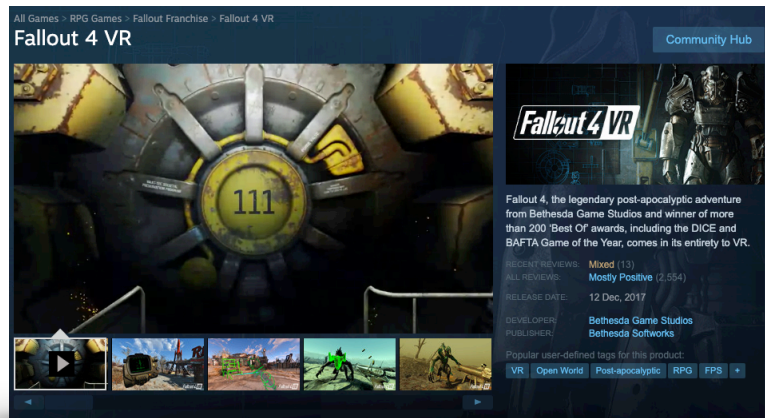 All Games > RPG Games > Fallout Franchise > Fallout 4 VR
Fallout 4 VR
Community Hub
111
Fallout 4 VR
Fallout 4, the legendary post-apocalyptic adventure
from Bethesda Game Studios and winner of more
than 200 'Best Of' awards, including the DICE and
BAFTA Game of the Year, comes in its entirety to VR.
RECENT REVIEWS: Mixed (13)
ALL REVIEWS: Mostly Positive (2,554)
RELEASE DATE: 12 Dec, 2017
DEVELOPER: Bethesda Game Studios
PUBLISHER: Bethesda Softworks
Popular user-defined tags for this product:
VR Open World Post-apocalyptic RPG FPS +